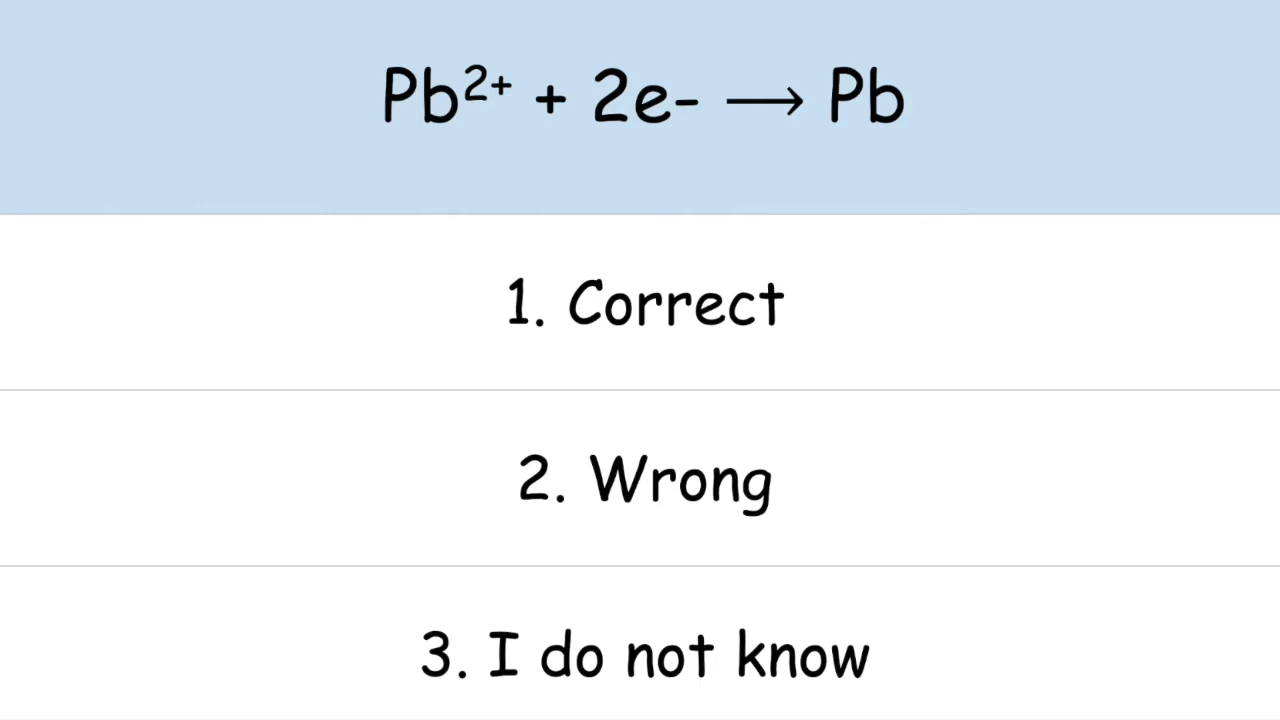 Pb²⁺ + 2e- ⟶ Pb
1. Correct
2. Wrong
3. I do not know